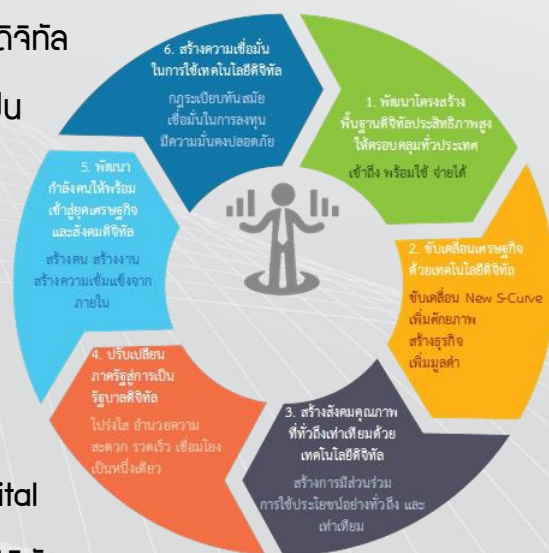 ดิจิทัล
6. สร้างความเชื่อมั่น
ในการใช้เทคโนโลยีดิจิทัล
กฎระเบียบทันสมัย
เชื่อมั่นในการลงทุน
มีความมั่นคงปลอดภัย
1. พัฒนาโครงสร้าง
พื้นฐานดิจิทัลประสิทธิภาพสูง
ให้ครอบคลุมทั่วประเทศ
เข้าถึง พร้อมใช้ จ่ายได้
2. ขับเคลื่อนเศรษฐกิจ
ด้วยเทคโนโลยีดิจิทัล
ขับเคลื่อน New S-Curve
เพิ่มศักยภาพ
สร้างธุรกิจ
เพิ่มมูลค่า
3. สร้างสังคมคุณภาพ
ที่ทั่วถึงเท่าเทียมด้วย
เทคโนโลยีดิจิทัล
สร้างการมีส่วนร่วม
การใช้ประโยชน์อย่างทั่วถึง และ
เท่าเทียม
4. ปรับเปลี่ยน
ภาครัฐสู่การเป็น
รัฐบาลดิจิทัล
โปร่งใส อำนวยความ
สะดวก รวดเร็ว เชื่อมโยง
เป็นหนึ่งเดียว
5. พัฒนา
กำลังคนให้พร้อม
เข้าสู่ยุคเศรษฐกิจ
และสังคมดิจิทัล
สร้างคน สร้างงาน
สร้างความเข้มแข็งจาก
ภายใน